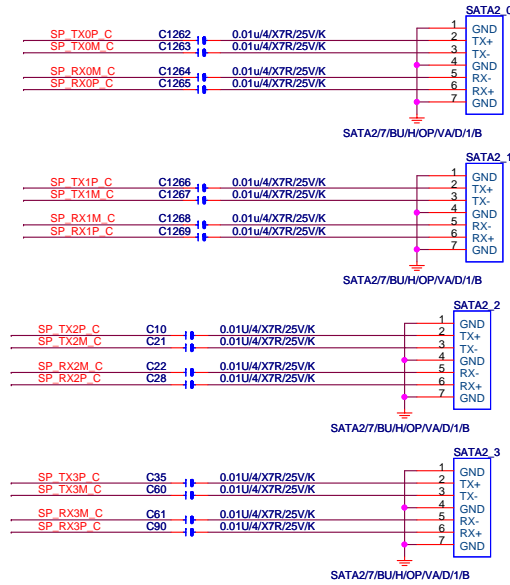 SATA2_0
1 GND
SP_TX0P_C C1262 0.01u/4/X7R/25V/K 2 TX+
SP_TX0M_C C1263 0.01u/4/X7R/25V/K 3 TX-
4 GND
SP_RX0M_C C1264 0.01u/4/X7R/25V/K 5 RX-
SP_RX0P_C C1265 0.01u/4/X7R/25V/K 6 RX+
7 GND
SATA2/7/BU/H/OP/VA/D/1/B
SATA2_1
1 GND
SP_TX1P_C C1266 0.01u/4/X7R/25V/K 2 TX+
SP_TX1M_C C1267 0.01u/4/X7R/25V/K 3 TX-
4 GND
SP_RX1M_C C1268 0.01u/4/X7R/25V/K 5 RX-
SP_RX1P_C C1269 0.01u/4/X7R/25V/K 6 RX+
7 GND
SATA2/7/BU/H/OP/VA/D/1/B
SATA2_2
1 GND
SP_TX2P_C C10 0.01U/4/X7R/25V/K 2 TX+
SP_TX2M_C C21 0.01U/4/X7R/25V/K 3 TX-
4 GND
SP_RX2M_C C22 0.01U/4/X7R/25V/K 5 RX-
SP_RX2P_C C28 0.01U/4/X7R/25V/K 6 RX+
7 GND
SATA2/7/BU/H/OP/VA/D/1/B
SATA2_3
1 GND
SP_TX3P_C C35 0.01U/4/X7R/25V/K 2 TX+
SP_TX3M_C C60 0.01U/4/X7R/25V/K 3 TX-
4 GND
SP_RX3M_C C61 0.01U/4/X7R/25V/K 5 RX-
SP_RX3P_C C90 0.01U/4/X7R/25V/K 6 RX+
7 GND
SATA2/7/BU/H/OP/VA/D/1/B